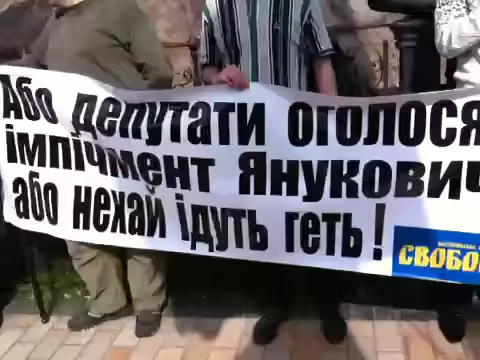 Або депутати оголося
імпічмент Янукович
або нехай ідуть геть!
СВОБО